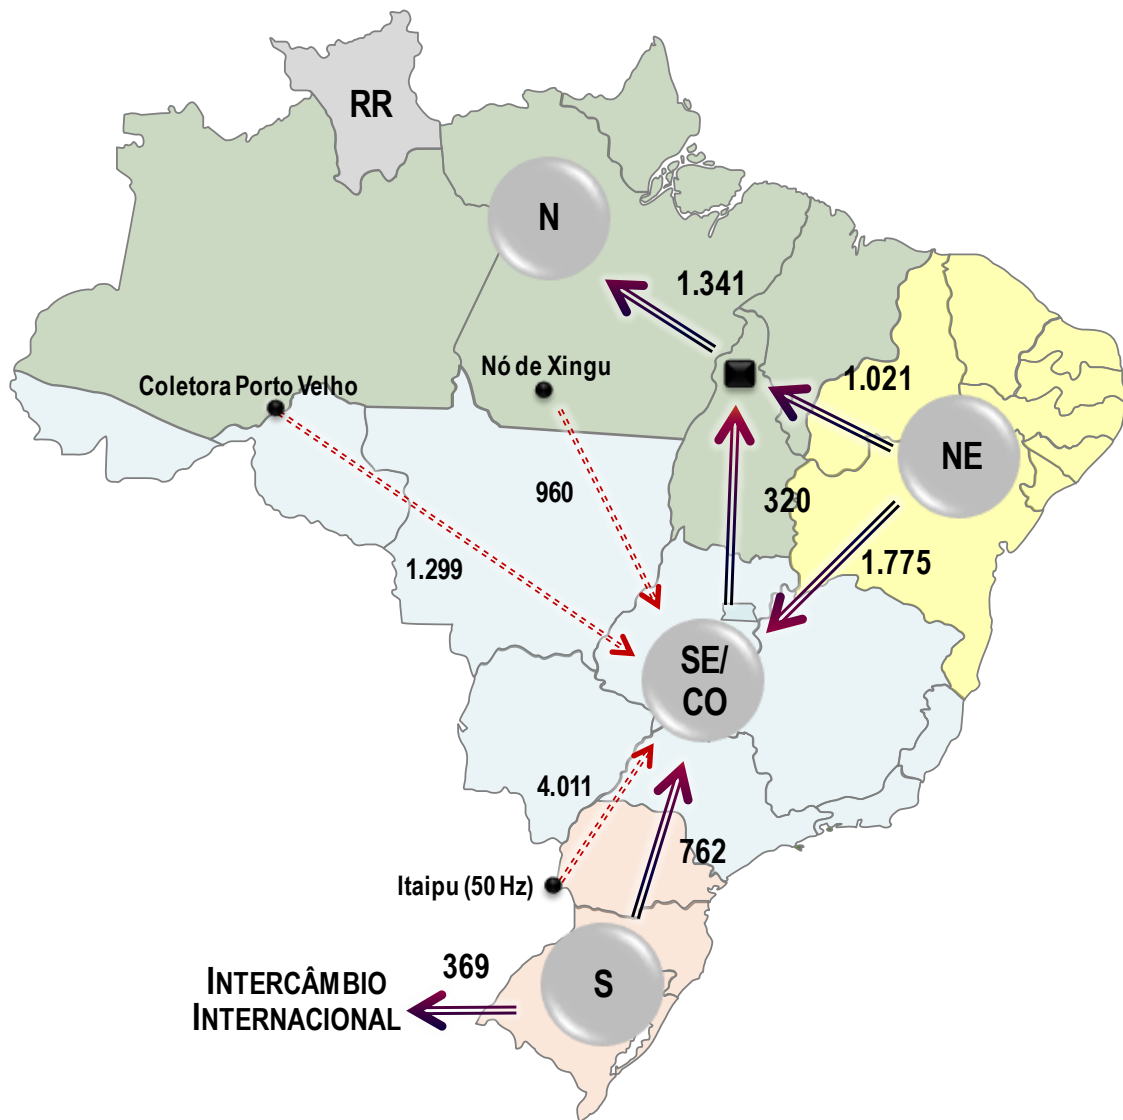 RR
N
1.341
Nó de Xingu
Coletora Porto Velho
1.021
NE
960
320
1.299
1.775
SE/
CO
4.011
762
Itaipu (50 Hz)
369
S
INTERCÂMBIO
INTERNACIONAL